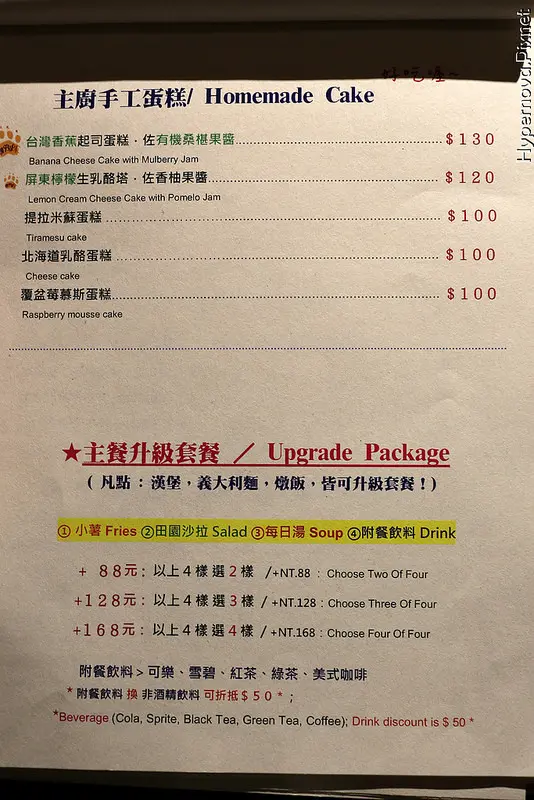 好吃喔~
主廚手工蛋糕/ Homemade Cake
台灣香蕉起司蛋糕．佐有機桑椹果醬 $130
Banana Cheese Cake with Mulberry Jam
屏東檸檬生乳酪塔．佐香柚果醬 $120
Lemon Cream Cheese Cake with Pomelo Jam
提拉米蘇蛋糕 $100
Tiramesu cake
北海道乳酪蛋糕 $100
Cheese cake
覆盆莓慕斯蛋糕 $100
Raspberry mousse cake
★主餐升級套餐 ／ Upgrade Package
( 凡點：漢堡，義大利麵，燉飯，皆可升級套餐！)
① 小薯 Fries ②田園沙拉 Salad ③每日湯 Soup ④附餐飲料 Drink
+ 88元：以上4樣 選2樣 /+NT.88：Choose Two Of Four
+128元：以上4樣 選3樣 / +NT.128：Choose Three Of Four
+168元：以上4樣 選4樣 / +NT.168：Choose Four Of Four
附餐飲料＞可樂、雪碧、紅茶、綠茶、美式咖啡
*附餐飲料 換 非酒精飲料 可折抵$50*；
*Beverage (Cola, Sprite, Black Tea, Green Tea, Coffee); Drink discount is $ 50 *
Hypernova.Pixnet